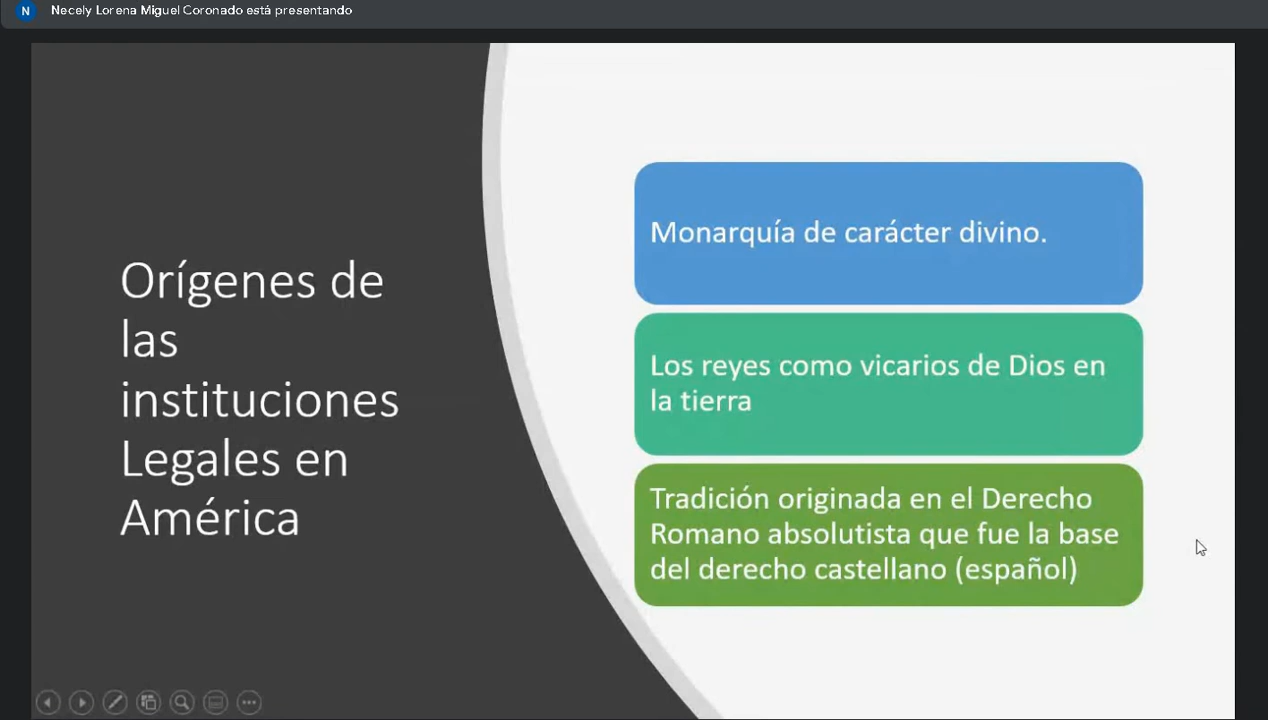 N Necely Lorena Miguel Coronado está presentando
Orígenes de
las
instituciones
Legales en
América
Monarquía de carácter divino.
Los reyes como vicarios de Dios en
la tierra
Tradición originada en el Derecho
Romano absolutista que fue la base
del derecho castellano (español)